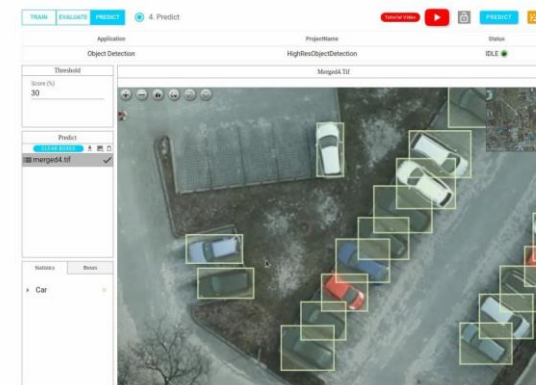 TRAIN EVALUATE PREDICT 4. Predict Tutorial Video PREDICT
Application ProjectName Status
Object Detection HighResObjectDetection IDLE
Threshold Merged4.Tif
Score (%)
30
Predict
CLEAR BOXES
merged4.tif
Statistics Boxes
Car